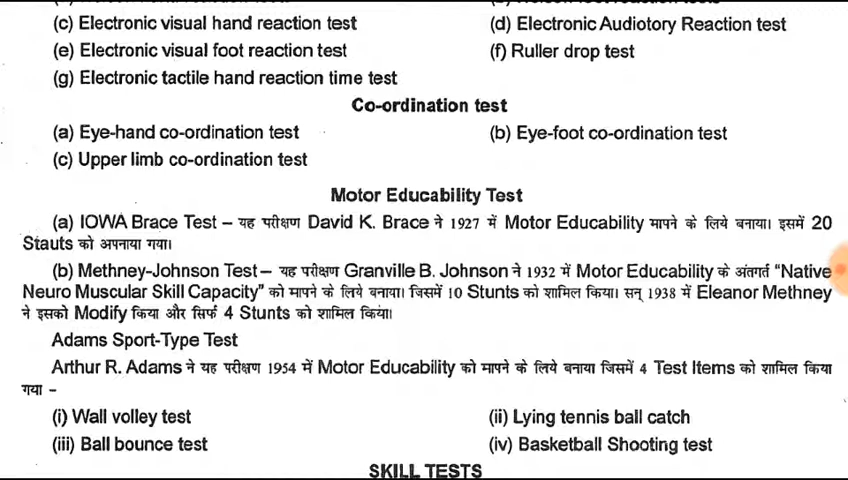 (c) Electronic visual hand reaction test (d) Electronic Audiotory Reaction test
(e) Electronic visual foot reaction test (f) Ruller drop test
(g) Electronic tactile hand reaction time test
Co-ordination test
(a) Eye-hand co-ordination test (b) Eye-foot co-ordination test
(c) Upper limb co-ordination test
Motor Educability Test
(a) IOWA Brace Test – यह परीक्षण David K. Brace ने 1927 में Motor Educability मापने के लिये बनाया। इसमें 20
Stauts को अपनाया गया।
(b) Methney-Johnson Test – यह परीक्षण Granville B. Johnson ने 1932 में Motor Educability के अंतर्गत "Native
Neuro Muscular Skill Capacity" को मापने के लिये बनाया। जिसमें 10 Stunts को शामिल किया। सन् 1938 में Eleanor Methney
ने इसको Modify किया और सिर्फ 4 Stunts को शामिल किया।
Adams Sport-Type Test
Arthur R. Adams ने यह परीक्षण 1954 में Motor Educability को मापने के लिये बनाया जिसमें 4 Test Items को शामिल किया
गया –
(i) Wall volley test (ii) Lying tennis ball catch
(iii) Ball bounce test (iv) Basketball Shooting test
SKILL TESTS